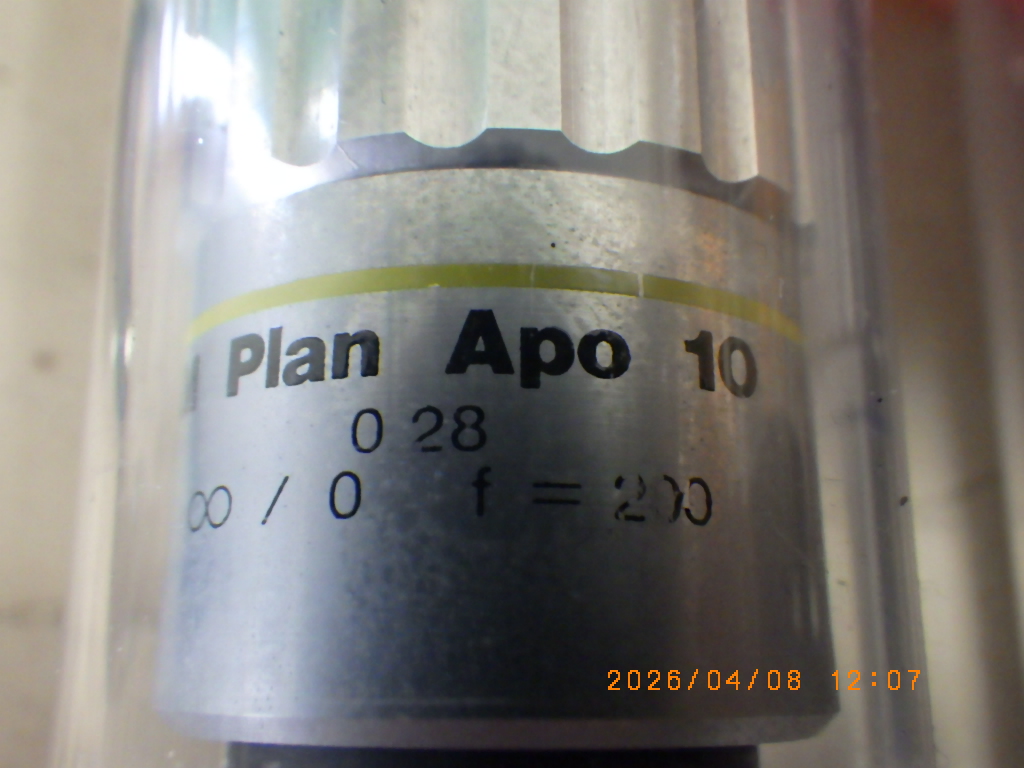 Plan Apo 10
0 28
∞ / 0 f = 200
2026/04/08 12:07